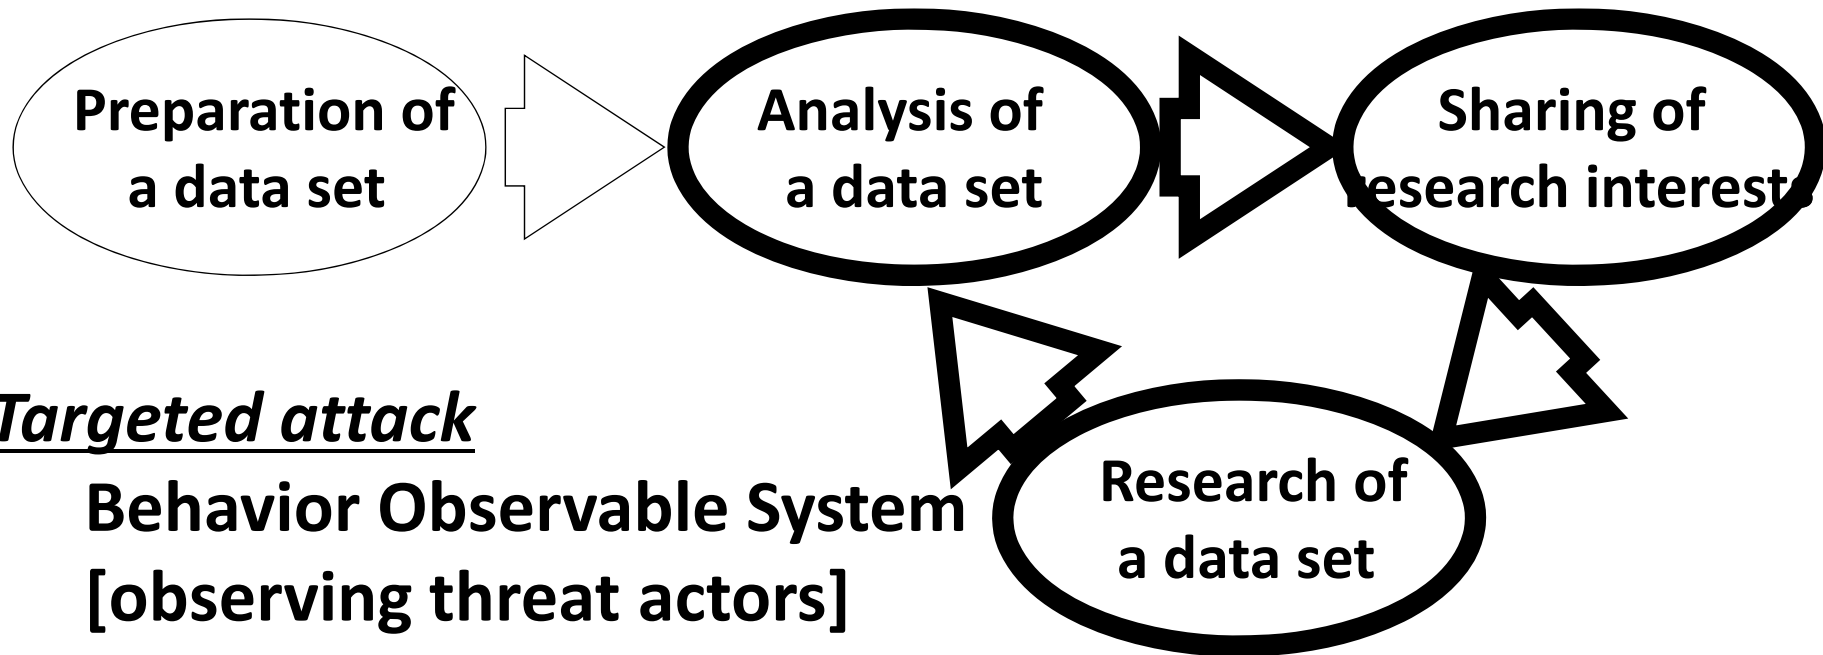 Preparation of
a data set
Analysis of
a data set
Sharing of
research interests
Targeted attack
Behavior Observable System
[observing threat actors]
Research of
a data set